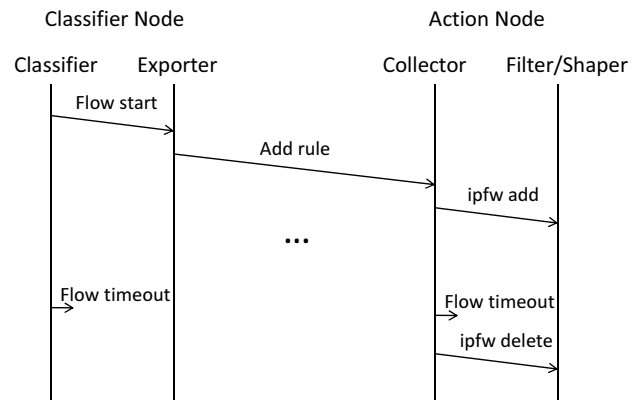 Classifier Node
Action Node
Classifier
Exporter
Collector
Filter/Shaper
Flow start
Add rule
ipfw add
...
Flow timeout
Flow timeout
ipfw delete